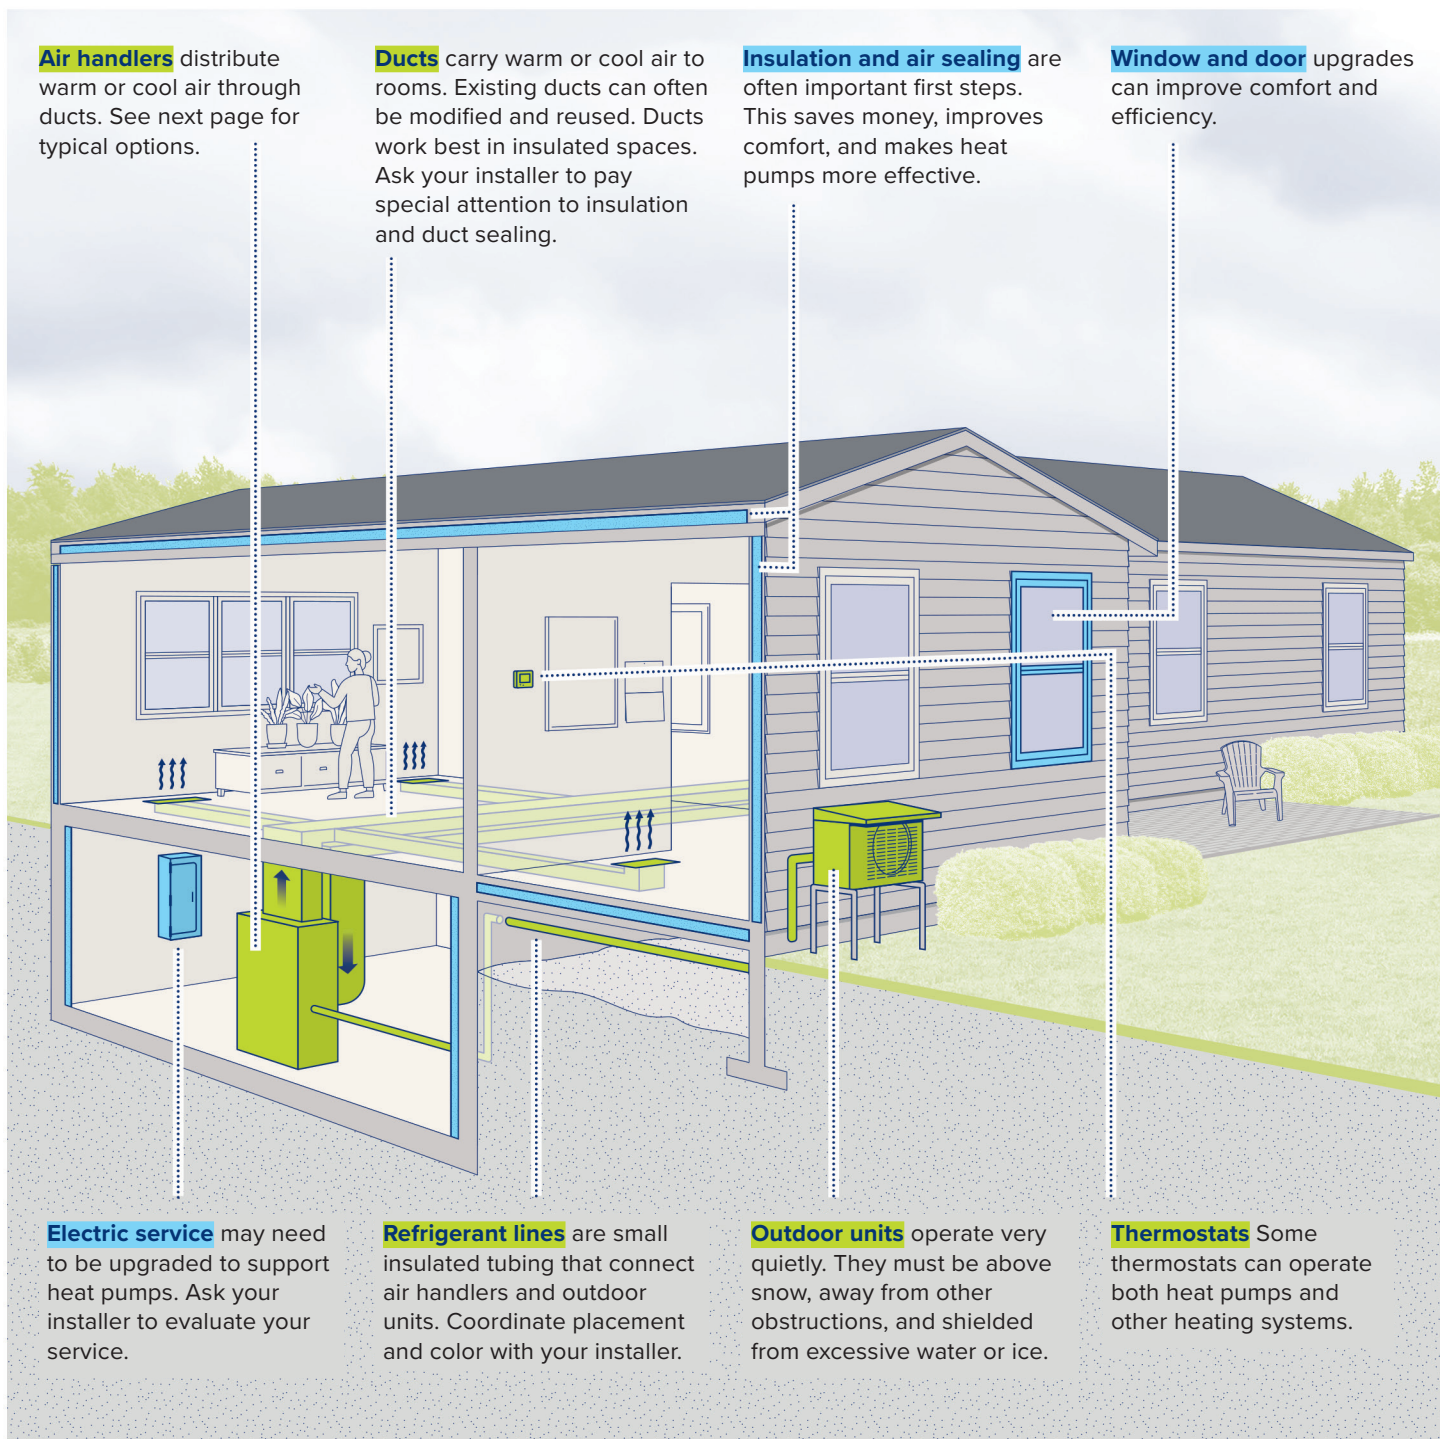 Air handlers distribute
warm or cool air through
ducts. See next page for
typical options.
Ducts carry warm or cool air to
rooms. Existing ducts can often
be modified and reused. Ducts
work best in insulated spaces.
Ask your installer to pay
special attention to insulation
and duct sealing.
Insulation and air sealing are
often important first steps.
This saves money, improves
comfort, and makes heat
pumps more effective.
Window and door upgrades
can improve comfort and
efficiency.
Electric service may need
to be upgraded to support
heat pumps. Ask your
installer to evaluate your
service.
Refrigerant lines are small
insulated tubing that connect
air handlers and outdoor
units. Coordinate placement
and color with your installer.
Outdoor units operate very
quietly. They must be above
snow, away from other
obstructions, and shielded
from excessive water or ice.
Thermostats Some
thermostats can operate
both heat pumps and
other heating systems.